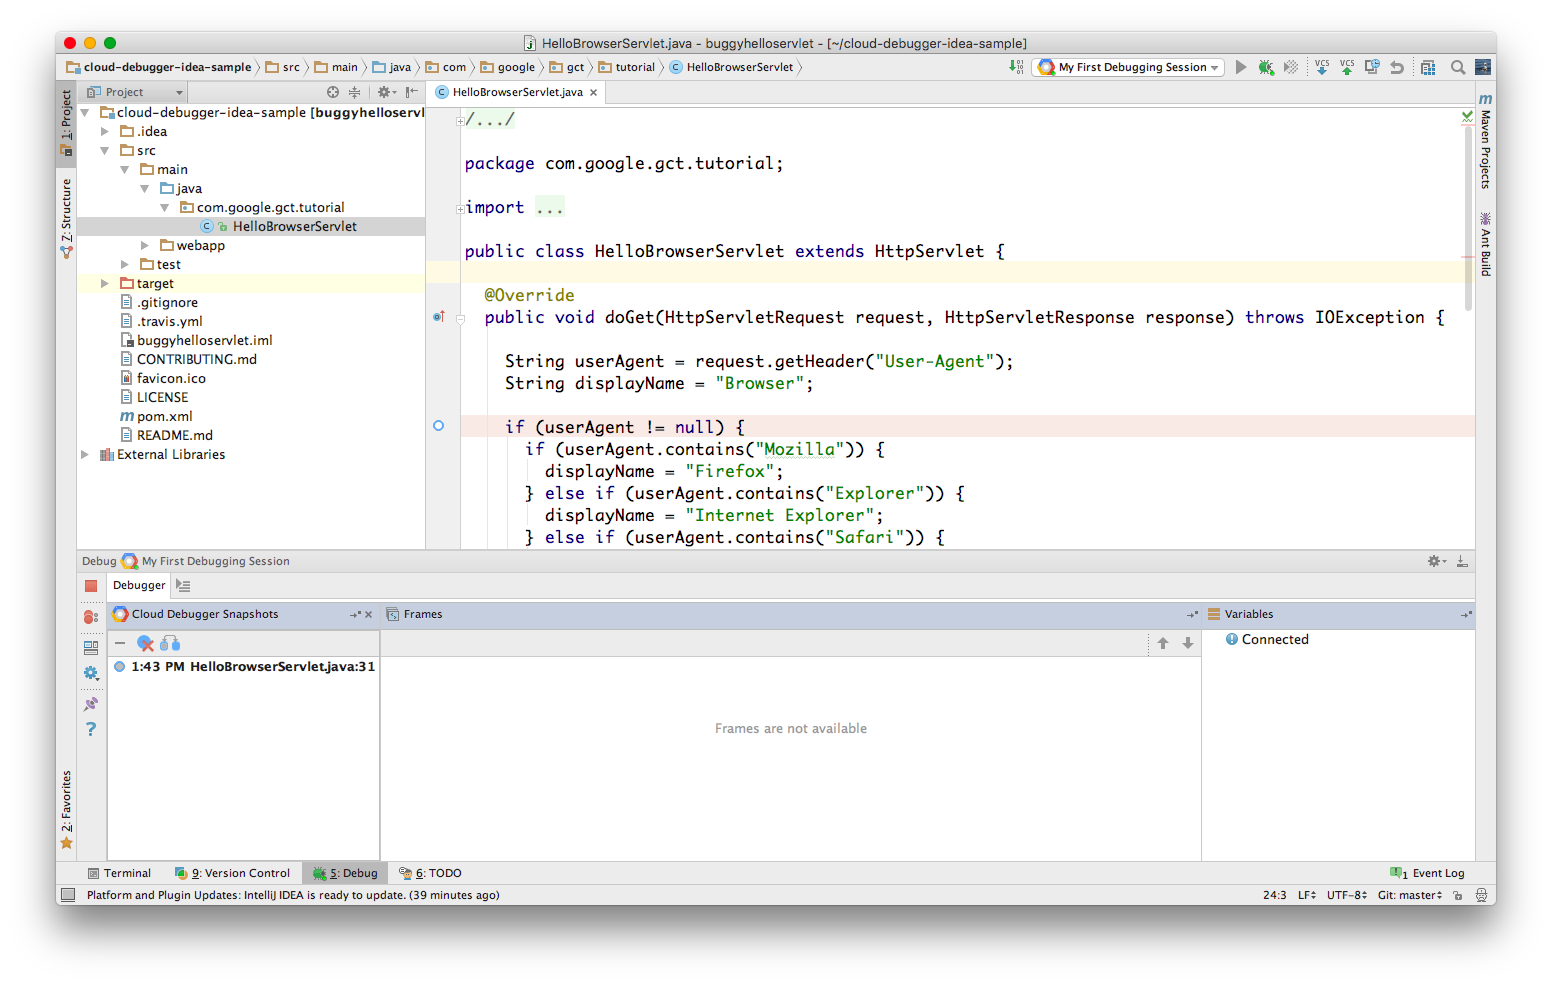 HelloBrowserServlet.java - buggyhelloservlet - [~/cloud-debugger-idea-sample]
cloud-debugger-idea-sample src main java com google gct tutorial HelloBrowserServlet My First Debugging Session VCS VCS
1: Project
Z: Structure
2: Favorites
Project
cloud-debugger-idea-sample [buggyhelloservl
.idea
src
main
java
com.google.gct.tutorial
HelloBrowserServlet
webapp
test
target
.gitignore
.travis.yml
buggyhelloservlet.iml
CONTRIBUTING.md
favicon.ico
LICENSE
pom.xml
README.md
External Libraries
HelloBrowserServlet.java
/.../
package com.google.gct.tutorial;
import ...
public class HelloBrowserServlet extends HttpServlet {
@Override
public void doGet(HttpServletRequest request, HttpServletResponse response) throws IOException {
String userAgent = request.getHeader("User-Agent");
String displayName = "Browser";
if (userAgent != null) {
if (userAgent.contains("Mozilla")) {
displayName = "Firefox";
} else if (userAgent.contains("Explorer")) {
displayName = "Internet Explorer";
} else if (userAgent.contains("Safari")) {
Maven Projects
Ant Build
Debug My First Debugging Session
Debugger
Cloud Debugger Snapshots
Frames
Variables
1:43 PM HelloBrowserServlet.java:31
Frames are not available
Connected
Terminal 9: Version Control 5: Debug 6: TODO 1 Event Log
Platform and Plugin Updates: IntelliJ IDEA is ready to update. (39 minutes ago) 24:3 LF UTF-8 Git: master